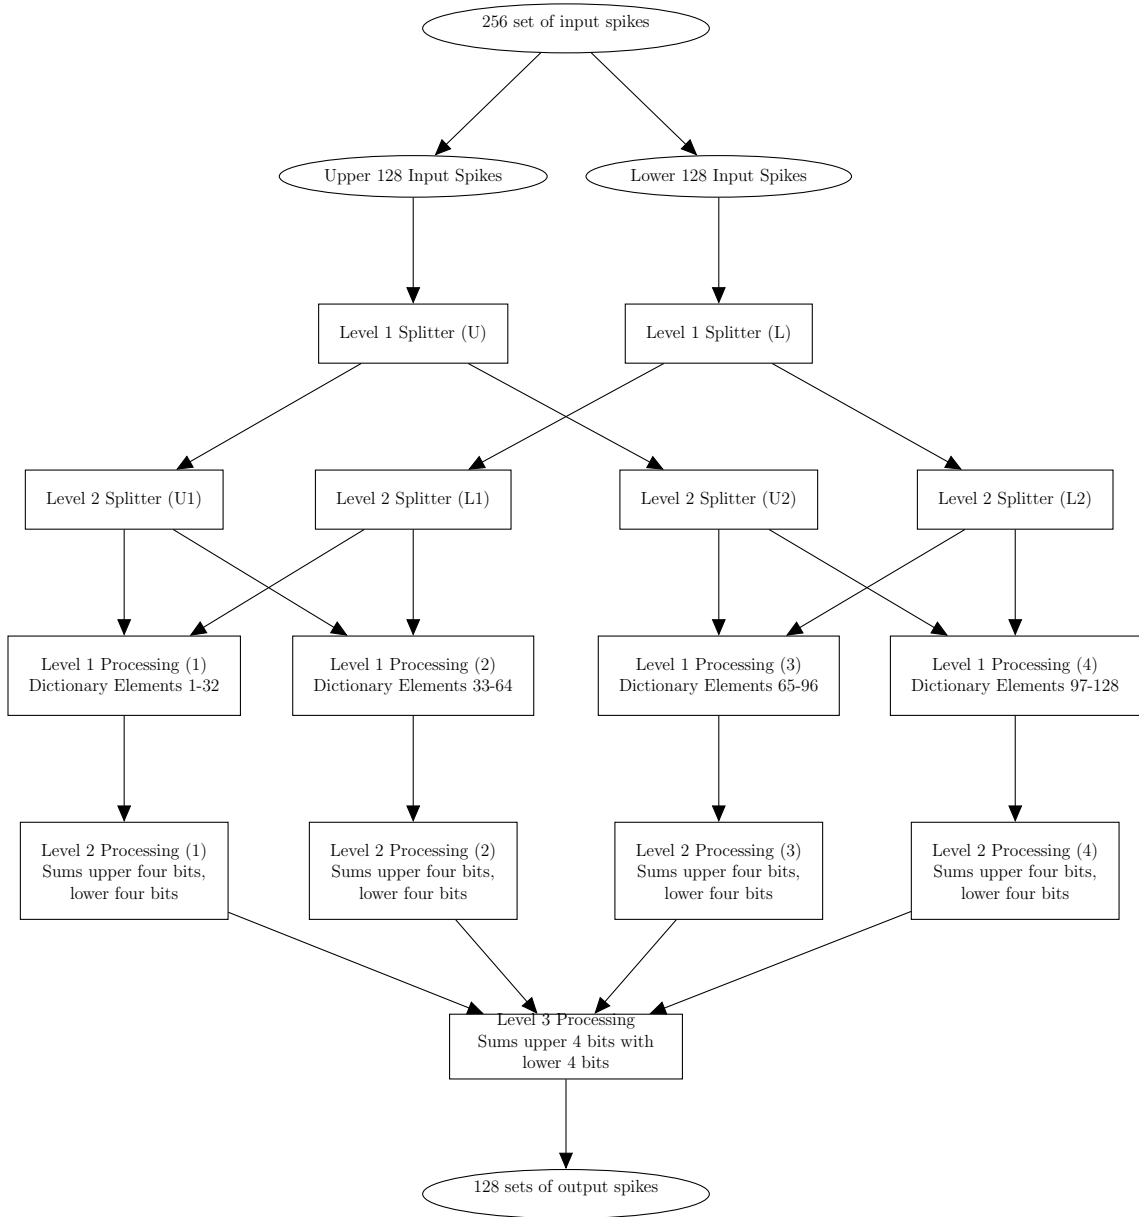 256 set of input spikes
Upper 128 Input Spikes
Lower 128 Input Spikes
Level 1 Splitter (U)
Level 1 Splitter (L)
Level 2 Splitter (U1)
Level 2 Splitter (L1)
Level 2 Splitter (U2)
Level 2 Splitter (L2)
Level 1 Processing (1)
Dictionary Elements 1-32
Level 1 Processing (2)
Dictionary Elements 33-64
Level 1 Processing (3)
Dictionary Elements 65-96
Level 1 Processing (4)
Dictionary Elements 97-128
Level 2 Processing (1)
Sums upper four bits,
lower four bits
Level 2 Processing (2)
Sums upper four bits,
lower four bits
Level 2 Processing (3)
Sums upper four bits,
lower four bits
Level 2 Processing (4)
Sums upper four bits,
lower four bits
Level 3 Processing
Sums upper 4 bits with
lower 4 bits
128 sets of output spikes